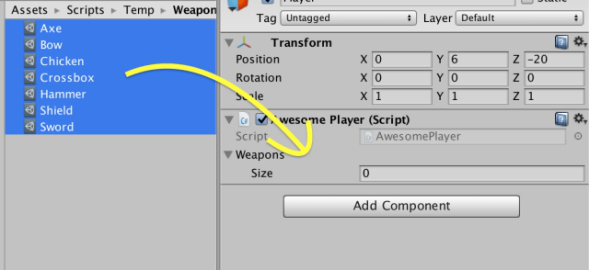 Assets ▸ Scripts ▸ Temp ▸ Weapon
Axe
Bow
Chicken
Crossbox
Hammer
Shield
Sword
Player
Static
Tag Untagged Layer Default
Transform
Position X 0 Y 6 Z -20
Rotation X 0 Y 0 Z 0
Scale X 1 Y 1 Z 1
Awesome Player (Script)
Script AwesomePlayer
Weapons
Size 0
Add Component